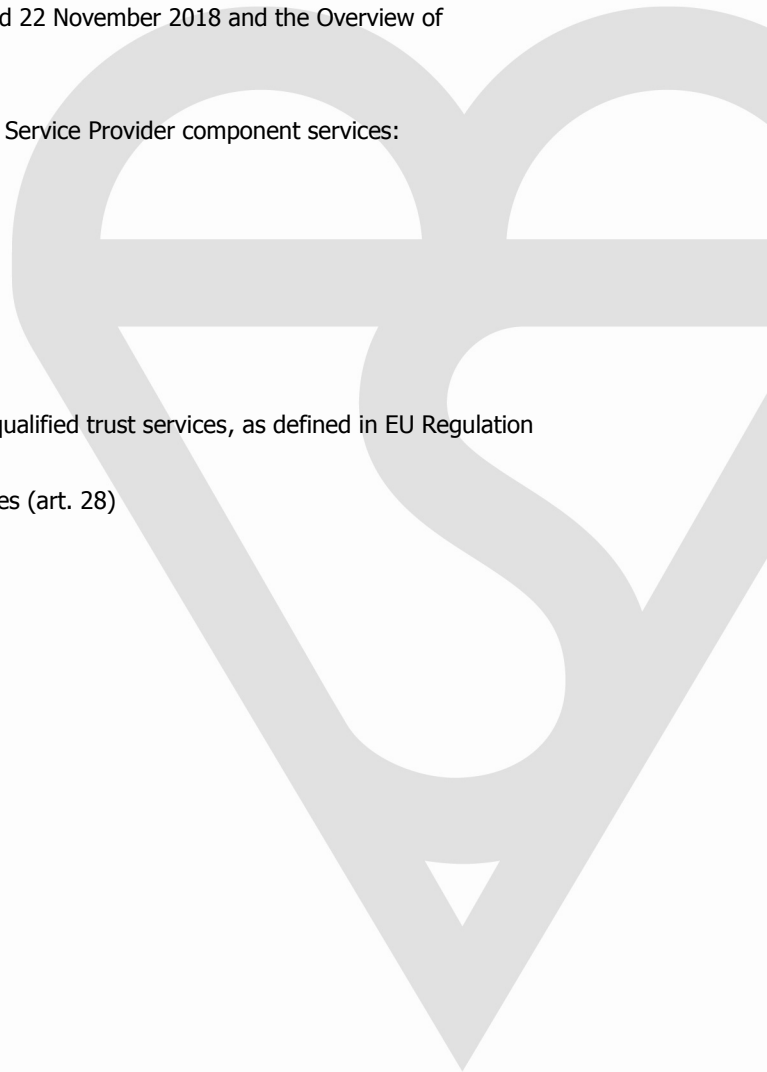 d 22 November 2018 and the Overview of
Service Provider component services:
qualified trust services, as defined in EU Regulation
es (art. 28)